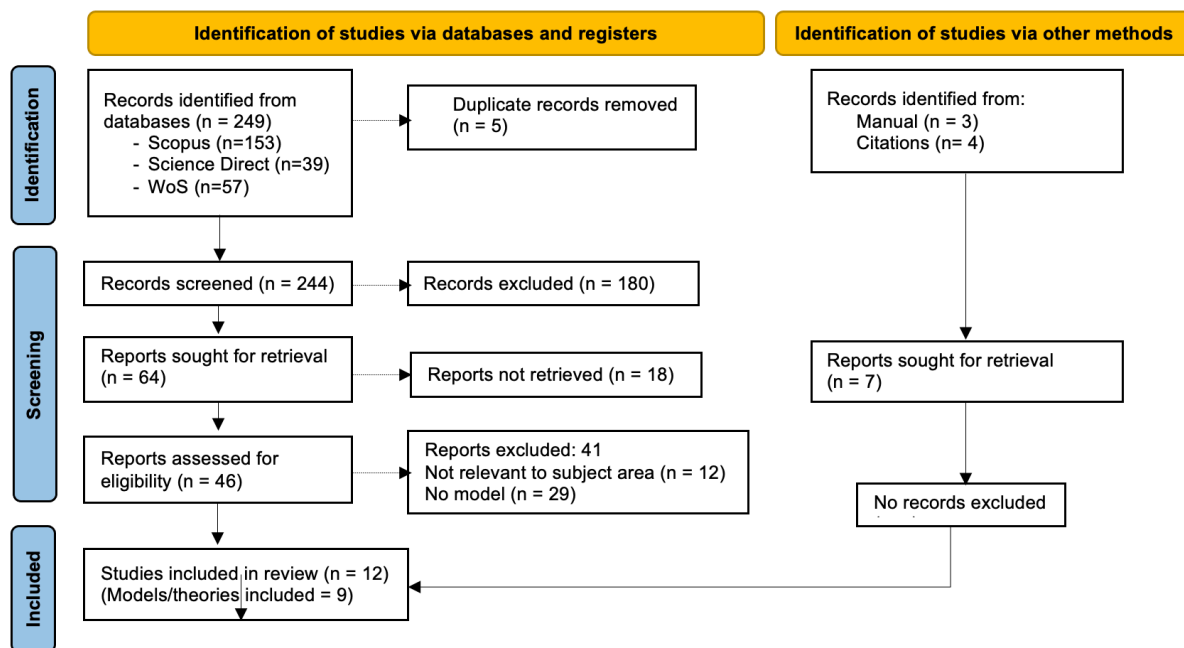 Identification of studies via databases and registers
Identification of studies via other methods
Identification
Records identified from
databases (n = 249)
- Scopus (n=153)
- Science Direct (n=39)
- WoS (n=57)
Duplicate records removed
(n = 5)
Records identified from:
Manual (n = 3)
Citations (n= 4)
Screening
Records screened (n = 244)
Records excluded (n = 180)
Reports sought for retrieval
(n = 64)
Reports not retrieved (n = 18)
Reports sought for retrieval
(n = 7)
Reports assessed for
eligibility (n = 46)
Reports excluded: 41
Not relevant to subject area (n = 12)
No model (n = 29)
No records excluded
Included
Studies included in review (n = 12)
(Models/theories included = 9)